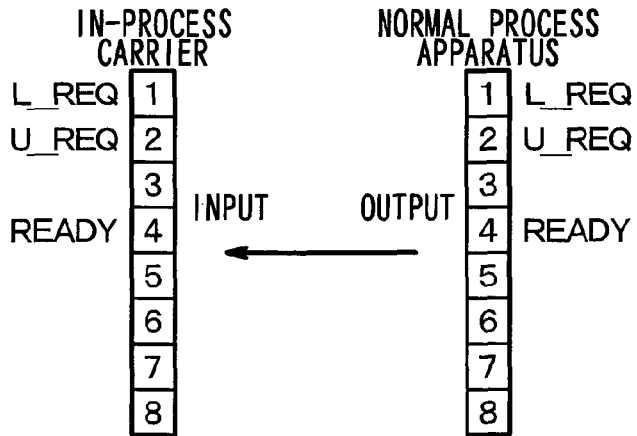 IN-PROCESS CARRIER
NORMAL PROCESS APPARATUS
L_REQ 1
U_REQ 2
3
READY 4
5
6
7
8
INPUT
OUTPUT
1 L_REQ
2 U_REQ
3
4 READY
5
6
7
8